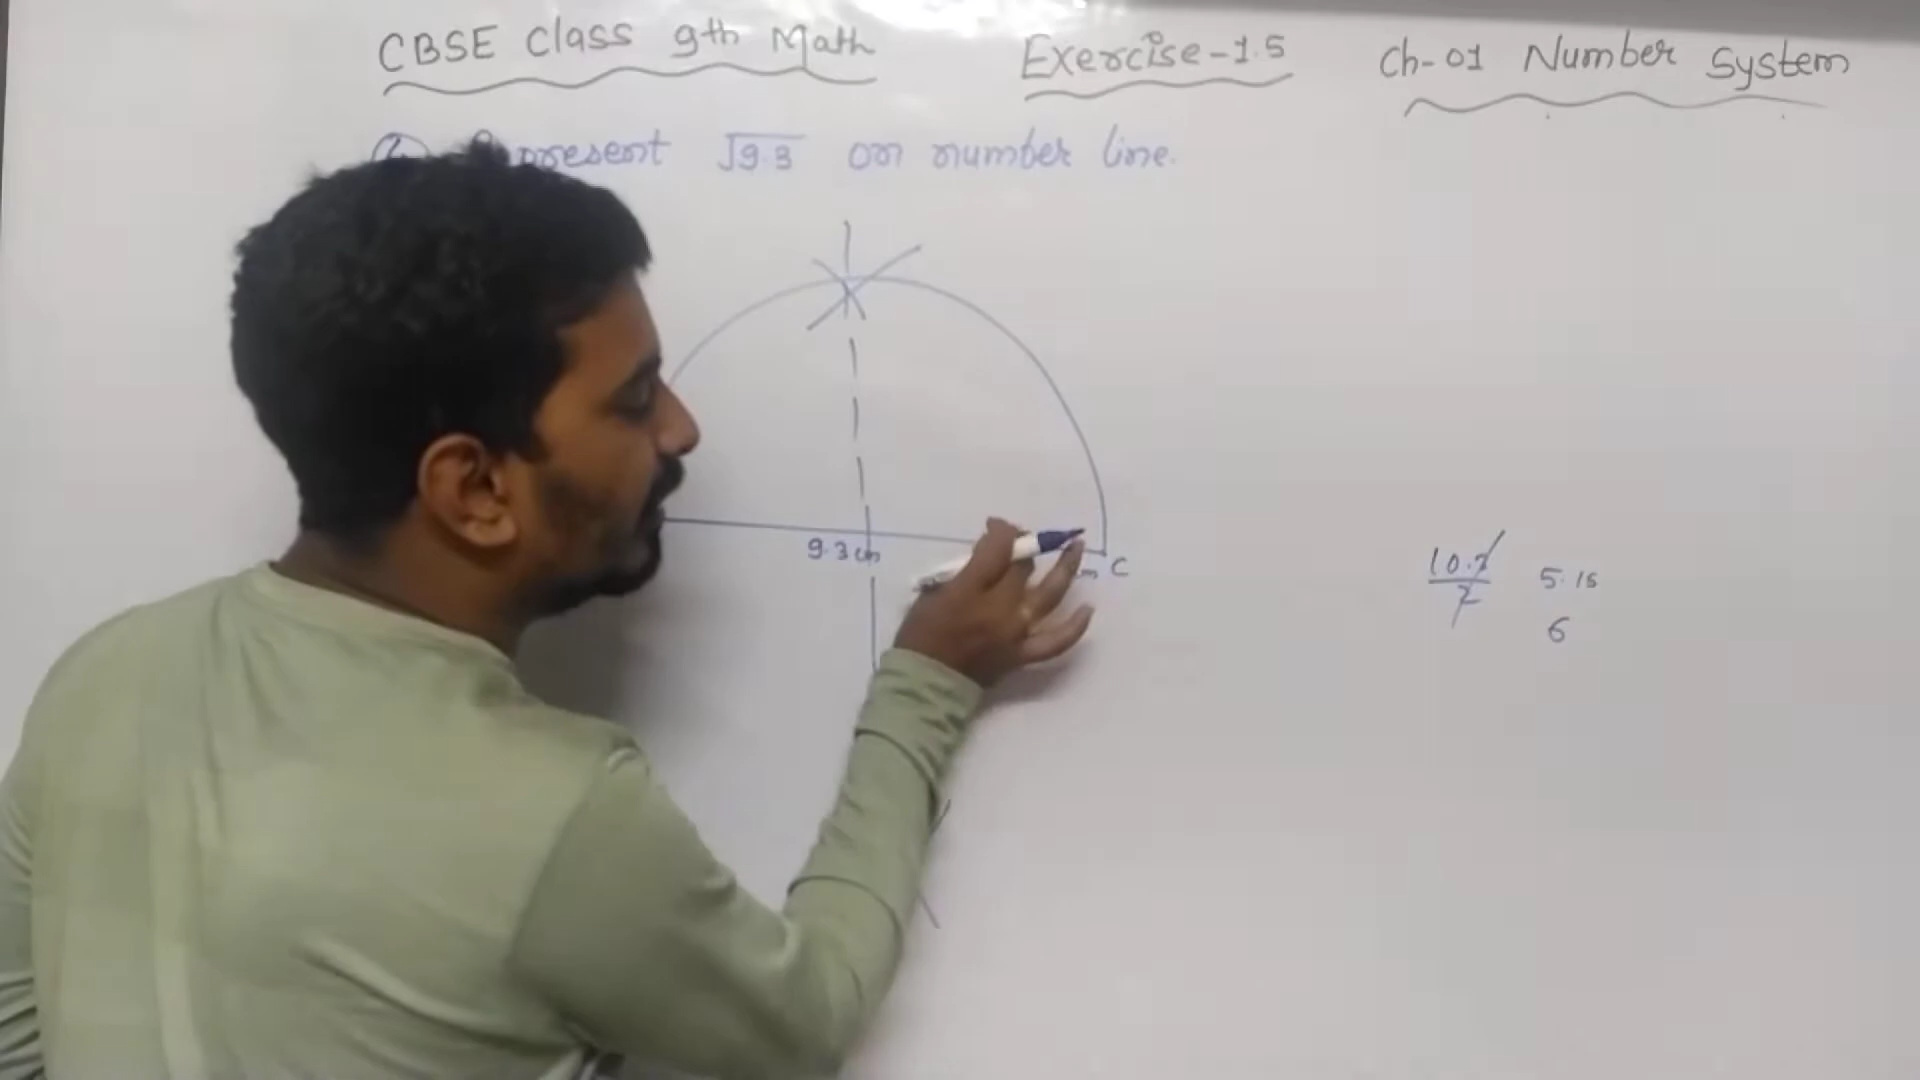 CBSE Class 9th Math Exercise-1.5 Ch-01 Number System
√9.3 on number line.
9.3 cm
C
10.3
2
5.15
6